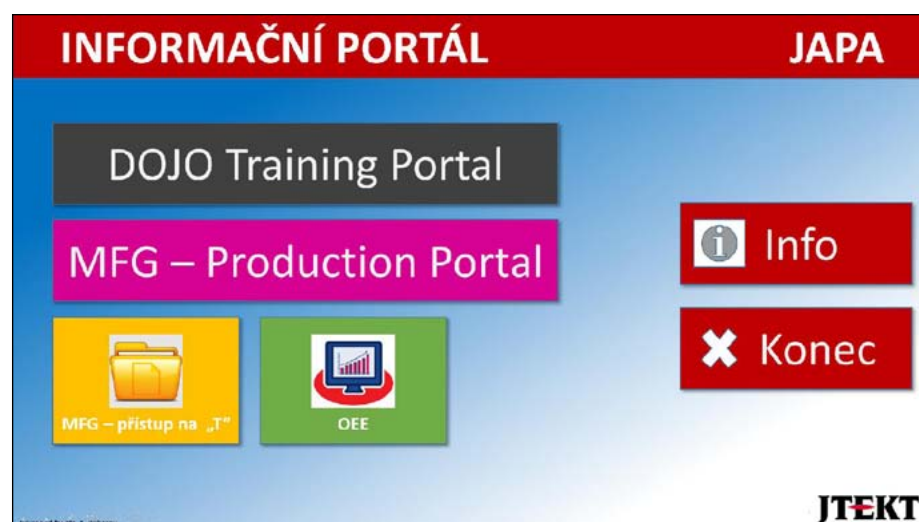 INFORMAČNÍ PORTÁL JAPA
DOJO Training Portal
MFG – Production Portal
Info
Konec
MFG – přístup na „T“
OEE
JTEKT